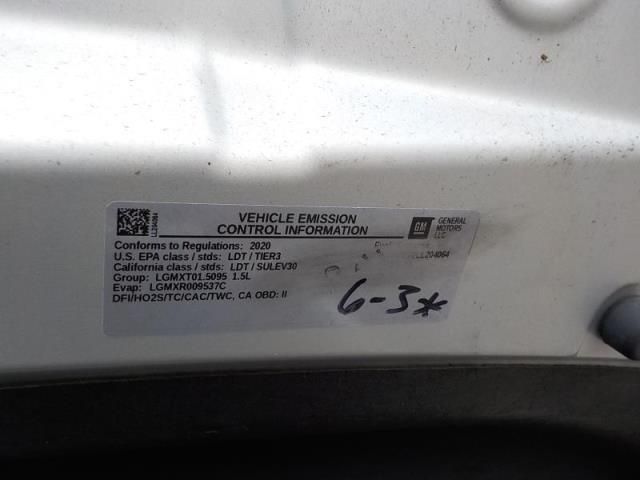 LL204064
VEHICLE EMISSION
CONTROL INFORMATION
GM
GENERAL
MOTORS
LLC
Conforms to Regulations: 2020
U.S. EPA class / stds: LDT / TIER3
California class / stds: LDT / SULEV30
Group: LGMXT01.5095 1.5L
Evap: LGMXR009537C
DFI/HO2S/TC/CAC/TWC, CA OBD: II
LL204064
6-3*